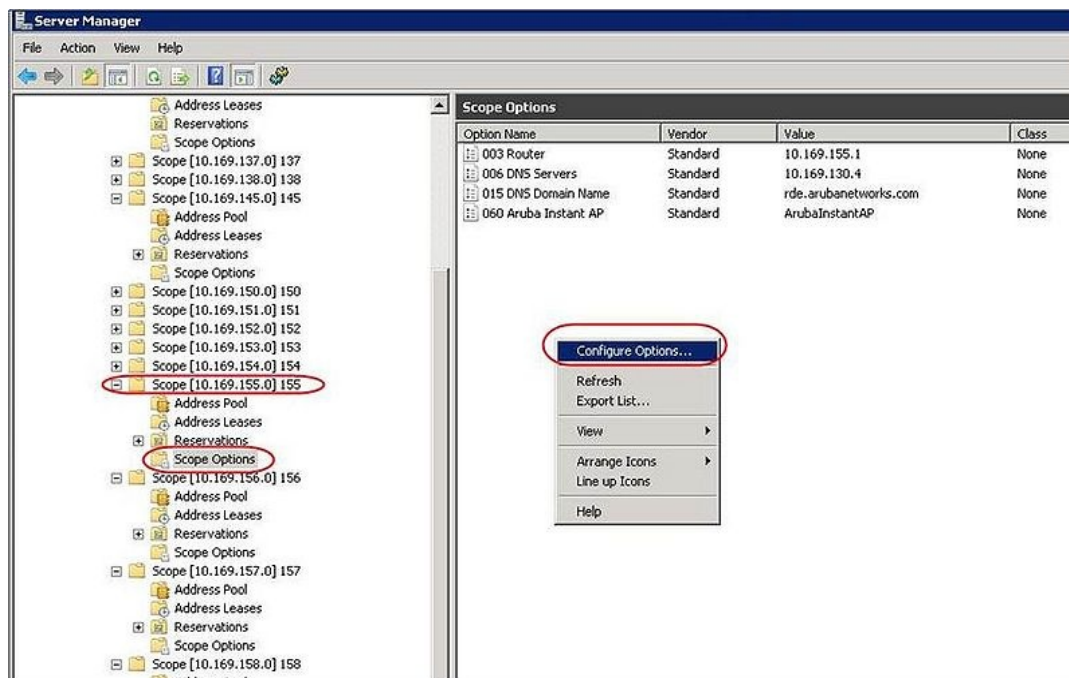 Server Manager
File Action View Help
Address Leases
Reservations
Scope Options
Scope [10.169.137.0] 137
Scope [10.169.138.0] 138
Scope [10.169.145.0] 145
Address Pool
Address Leases
Reservations
Scope Options
Scope [10.169.150.0] 150
Scope [10.169.151.0] 151
Scope [10.169.152.0] 152
Scope [10.169.153.0] 153
Scope [10.169.154.0] 154
Scope [10.169.155.0] 155
Address Pool
Address Leases
Reservations
Scope Options
Scope [10.169.156.0] 156
Address Pool
Address Leases
Reservations
Scope Options
Scope [10.169.157.0] 157
Address Pool
Address Leases
Reservations
Scope Options
Scope [10.169.158.0] 158
Scope Options
Option Name Vendor Value Class
003 Router Standard 10.169.155.1 None
006 DNS Servers Standard 10.169.130.4 None
015 DNS Domain Name Standard rde.arubanetworks.com None
060 Aruba Instant AP Standard ArubaInstantAP None
Configure Options...
Refresh
Export List...
View
Arrange Icons
Line up Icons
Help